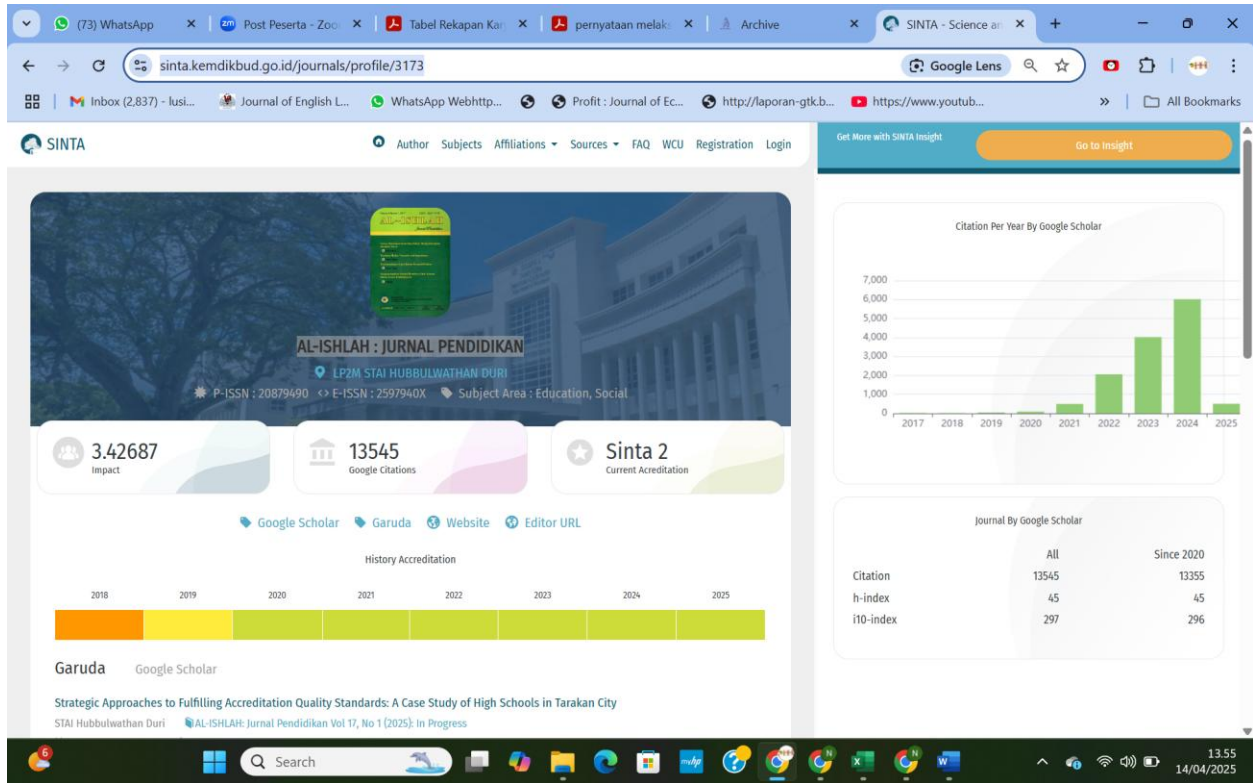 (73) WhatsApp
Post Peserta - Zoo
Tabel Rekapan Kar
pernyataan melaks
Archive
SINTA - Science an
sinta.kemdikbud.go.id/journals/profile/3173
Google Lens
Inbox (2,837) - lusi...
Journal of English L...
WhatsApp Webhttp...
Profit : Journal of Ec...
http://laporan-gtk.b...
https://www.youtub...
All Bookmarks
SINTA
Author Subjects Affiliations Sources FAQ WCU Registration Login
Get More with SINTA Insight
Go to Insight
AL-ISHLAH
AL-ISHLAH : JURNAL PENDIDIKAN
LP2M STAI HUBBULWATHAN DURI
P-ISSN : 20879490 <> E-ISSN : 2597940X Subject Area : Education, Social
3.42687
Impact
13545
Google Citations
Sinta 2
Current Acreditation
Google Scholar Garuda Website Editor URL
History Accreditation
2018 2019 2020 2021 2022 2023 2024 2025
Garuda Google Scholar
Strategic Approaches to Fulfilling Accreditation Quality Standards: A Case Study of High Schools in Tarakan City
STAI Hubbulwathan Duri AL-ISHLAH: Jurnal Pendidikan Vol 17, No 1 (2025): In Progress
Citation Per Year By Google Scholar
7,000
6,000
5,000
4,000
3,000
2,000
1,000
0
2017 2018 2019 2020 2021 2022 2023 2024 2025
Journal By Google Scholar
All Since 2020
Citation 13545 13355
h-index 45 45
i10-index 297 296
6
Search
myhp
13.55
14/04/2025